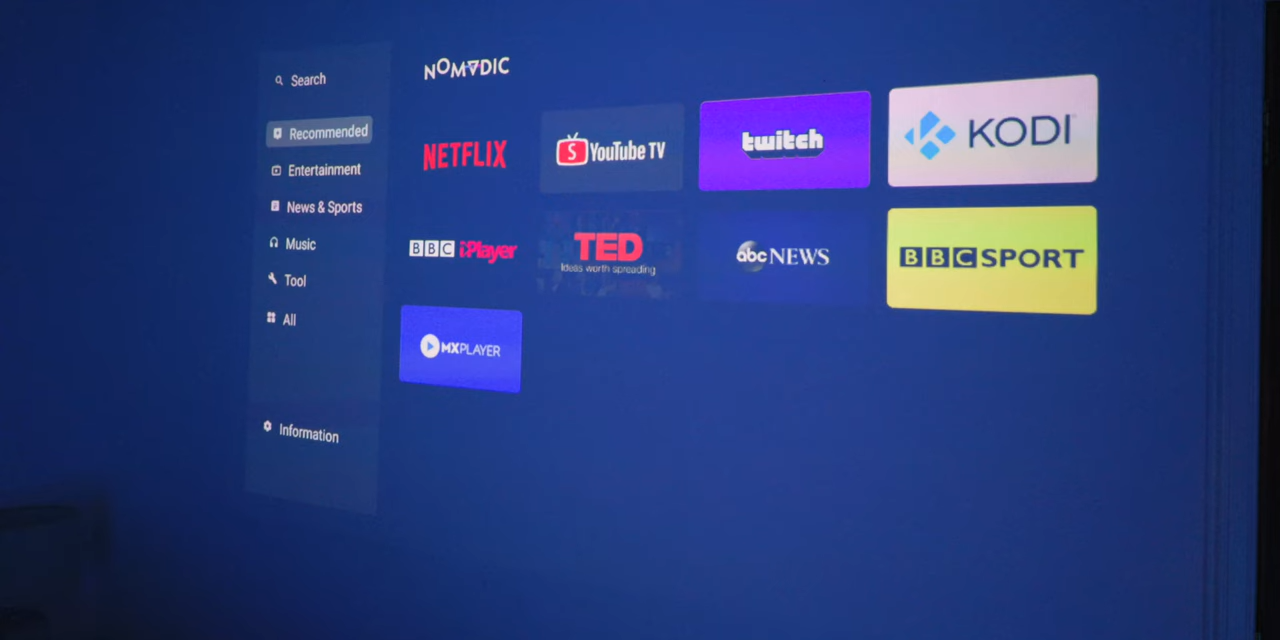 NOMADIC
Search
Recommended
Entertainment
News & Sports
Music
Tool
All
Information
NETFLIX
S YouTube TV
twitch
KODI
BBC iPlayer
TED
Ideas worth spreading
abc NEWS
BBC SPORT
MXPLAYER